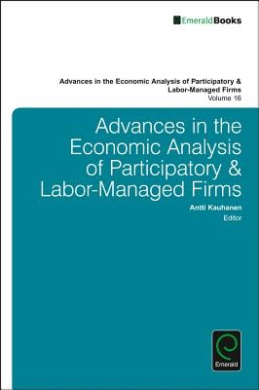 EmeraldBooks
Advances in the Economic Analysis of Participatory &
Labor-Managed Firms
Volume 16
Advances in the
Economic Analysis
of Participatory &
Labor-Managed Firms
Antti Kauhanen
Editor
Emerald